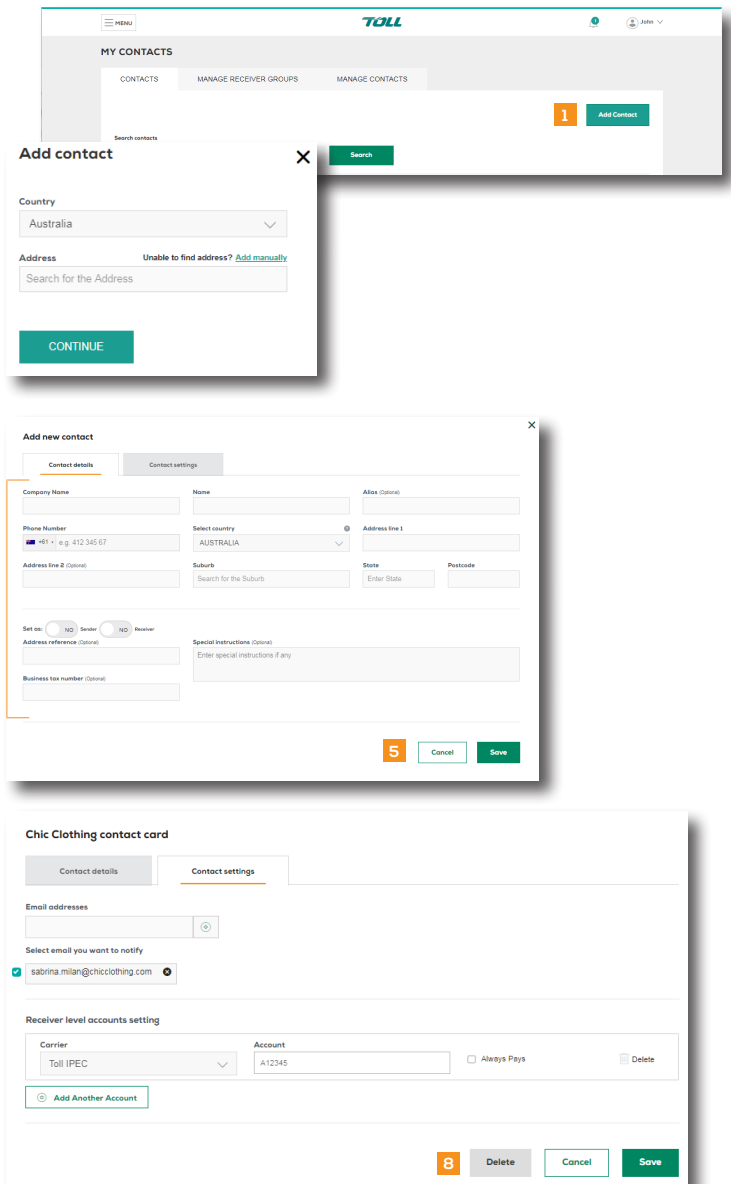 MENU
TOLL
1
John
MY CONTACTS
CONTACTS MANAGE RECEIVER GROUPS MANAGE CONTACTS
1 Add Contact
Search contacts
Search
Add contact
Country
Australia
Address Unable to find address? Add manually
Search for the Address
CONTINUE
Add new contact
Contact details Contact settings
Company Name Name Alias (Optional)
Phone Number Select country Address line 1
+61 e.g. 412 345 67 AUSTRALIA
Address line 2 (Optional) Suburb State Postcode
Search for the Suburb Enter State
Set as: NO Sender NO Receiver
Address reference (Optional) Special instructions (Optional)
Enter special instructions if any
Business tax number (Optional)
5 Cancel Save
Chic Clothing contact card
Contact details Contact settings
Email addresses
Select email you want to notify
sabrina.milan@chicclothing.com
Receiver level accounts setting
Carrier Account
Toll IPEC A12345 Always Pays Delete
Add Another Account
8 Delete Cancel Save